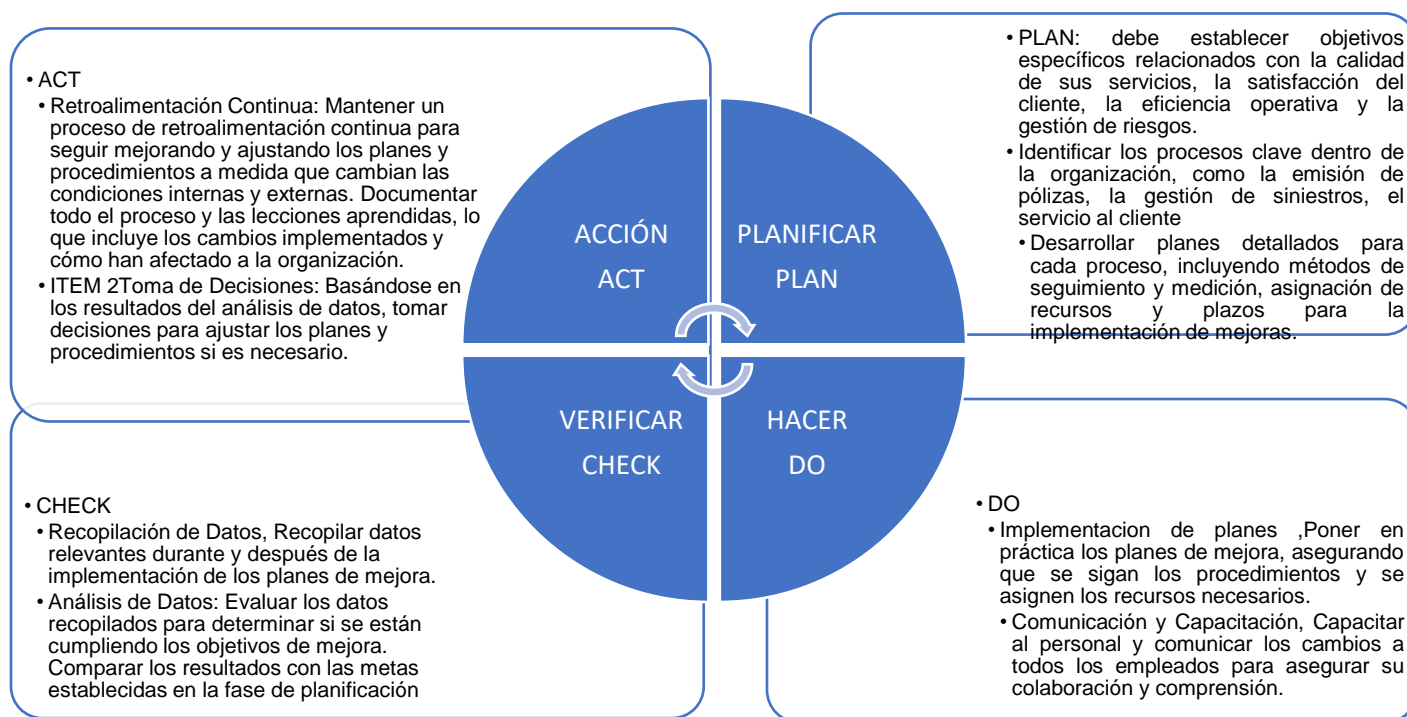 • ACT
• Retroalimentación Continua: Mantener un
proceso de retroalimentación continua para
seguir mejorando y ajustando los planes y
procedimientos a medida que cambian las
condiciones internas y externas. Documentar
todo el proceso y las lecciones aprendidas, lo
que incluye los cambios implementados y
cómo han afectado a la organización.
• ITEM 2Toma de Decisiones: Basándose en
los resultados del análisis de datos, tomar
decisiones para ajustar los planes y
procedimientos si es necesario.
• PLAN: debe establecer objetivos
específicos relacionados con la calidad
de sus servicios, la satisfacción del
cliente, la eficiencia operativa y la
gestión de riesgos.
• Identificar los procesos clave dentro de
la organización, como la emisión de
pólizas, la gestión de siniestros, el
servicio al cliente
• Desarrollar planes detallados para
cada proceso, incluyendo métodos de
seguimiento y medición, asignación de
recursos y plazos para la
implementación de mejoras.
ACCIÓN
ACT
PLANIFICAR
PLAN
VERIFICAR
CHECK
HACER
DO
• CHECK
• Recopilación de Datos, Recopilar datos
relevantes durante y después de la
implementación de los planes de mejora.
• Análisis de Datos: Evaluar los datos
recopilados para determinar si se están
cumpliendo los objetivos de mejora.
Comparar los resultados con las metas
establecidas en la fase de planificación
• DO
• Implementacion de planes ,Poner en
práctica los planes de mejora, asegurando
que se sigan los procedimientos y se
asignen los recursos necesarios.
• Comunicación y Capacitación, Capacitar
al personal y comunicar los cambios a
todos los empleados para asegurar su
colaboración y comprensión.